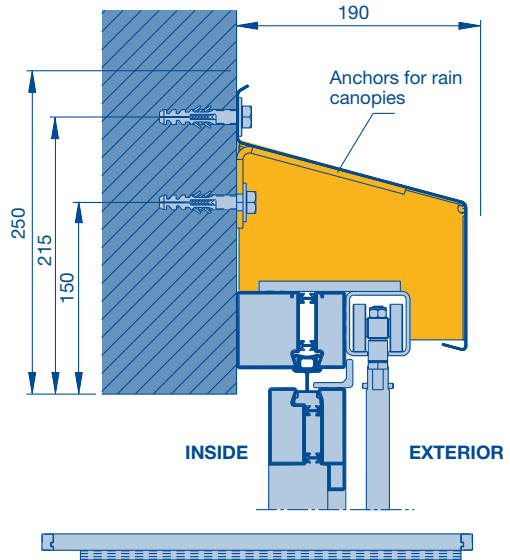 190
Anchors for rain
canopies
250
215
150
INSIDE
EXTERIOR